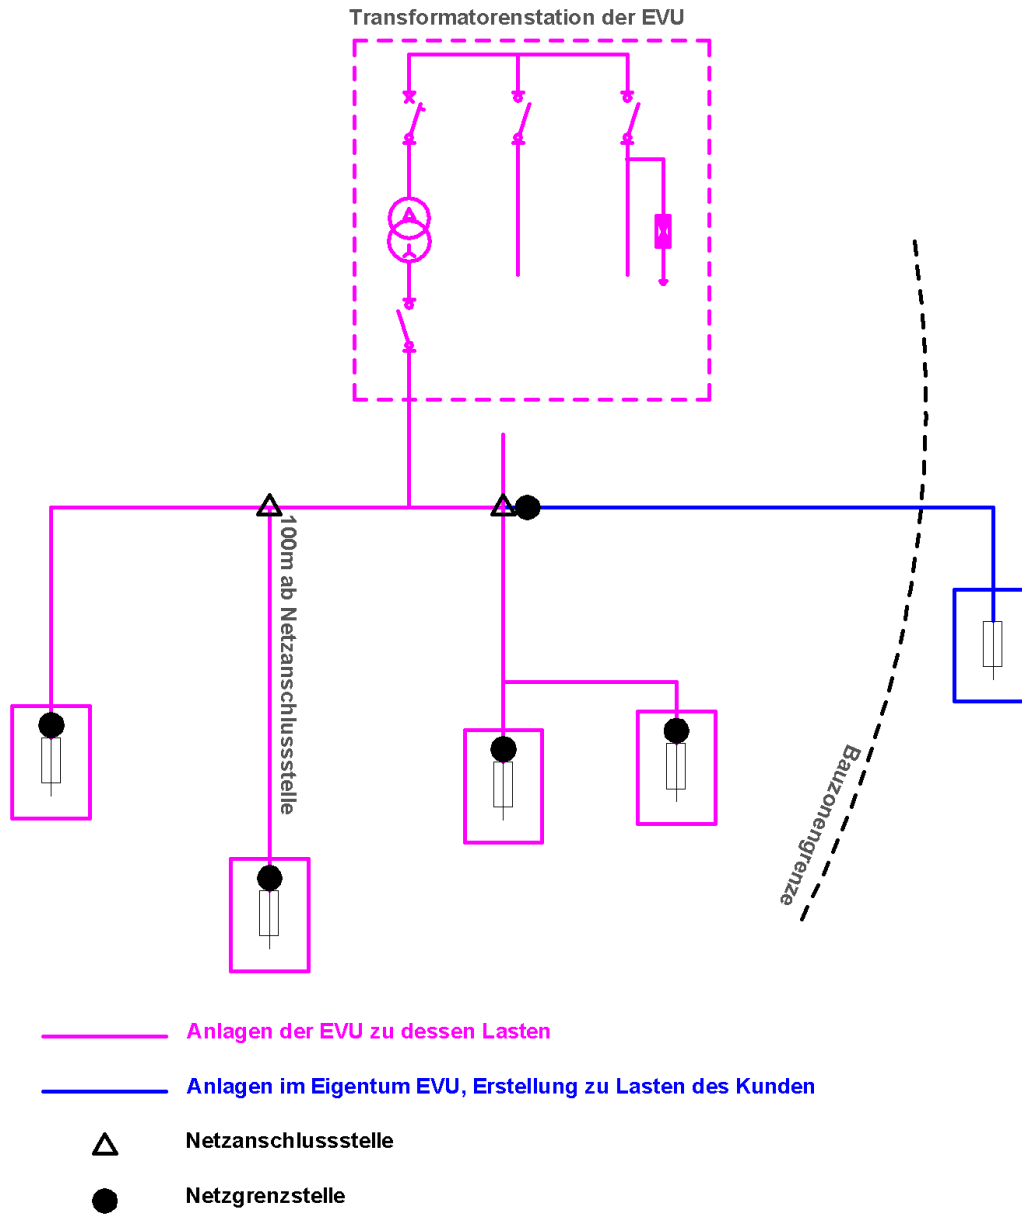 Transformatorenstation der EVU
100m ab Netzanschlussstelle
Bauzonengrenze
Anlagen der EVU zu dessen Lasten
Anlagen im Eigentum EVU, Erstellung zu Lasten des Kunden
Netzanschlussstelle
Netzgrenzstelle